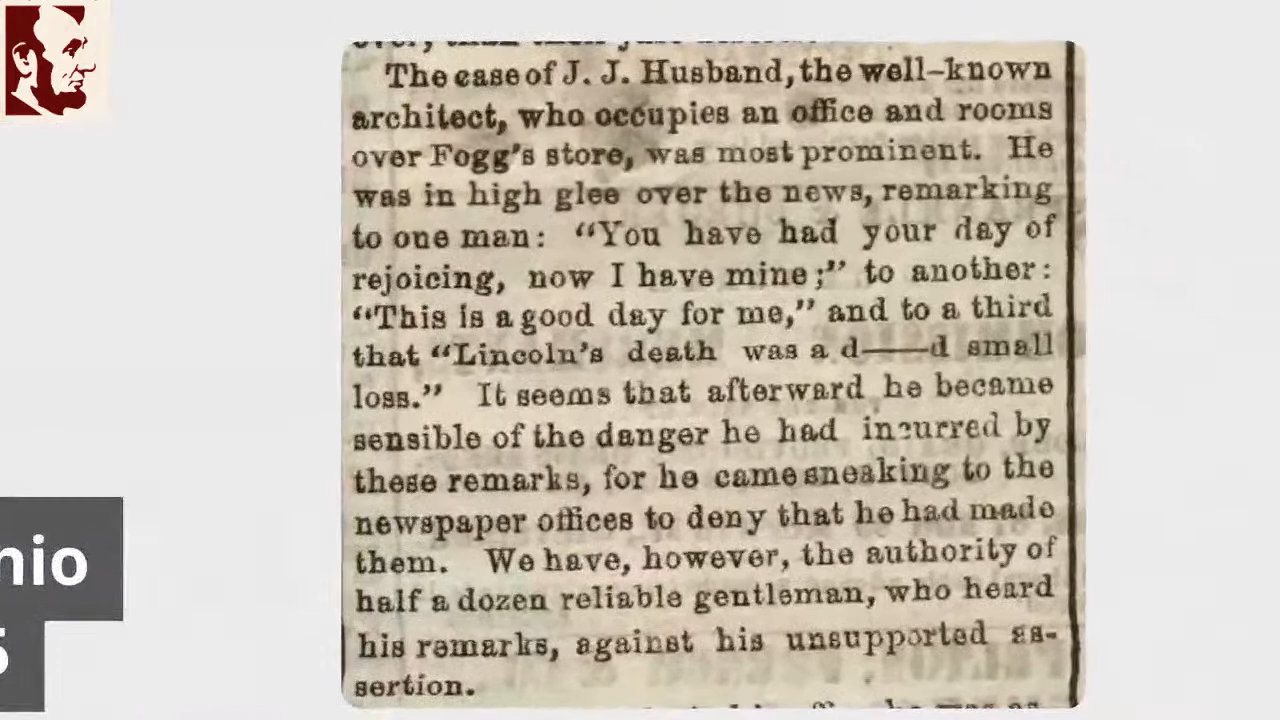 The case of J. J. Husband, the well-known
architect, who occupies an office and rooms
over Fogg's store, was most prominent. He
was in high glee over the news, remarking
to one man: “You have had your day of
rejoicing, now I have mine;” to another:
“This is a good day for me,” and to a third
that “Lincoln's death was a d——d small
loss.” It seems that afterward he became
sensible of the danger he had incurred by
these remarks, for he came sneaking to the
newspaper offices to deny that he had made
them. We have, however, the authority of
half a dozen reliable gentleman, who heard
his remarks, against his unsupported as-
sertion.
nio
5